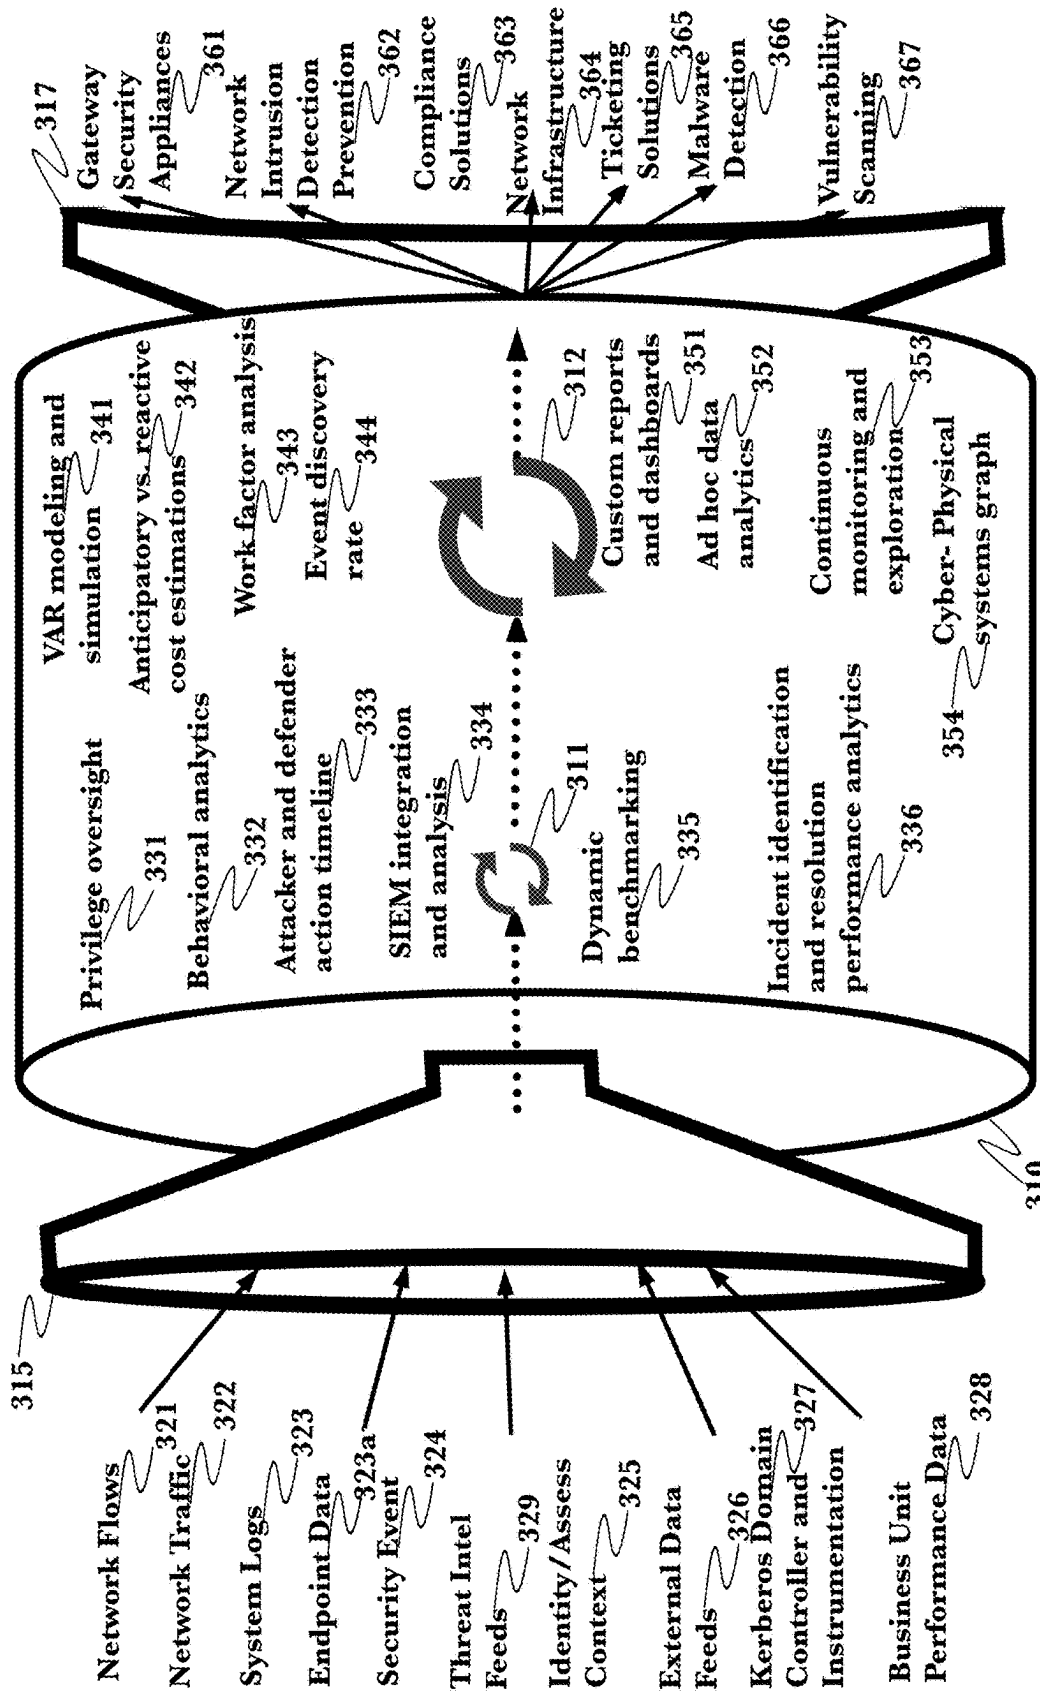 315
Network Flows
321
Network Traffic
322
System Logs
323
Endpoint Data
323a
Security Event
324
Threat Intel
Feeds
329
Identity/Assess
Context
325
External Data
Feeds
326
Kerberos Domain
Controller and
327
Instrumentation
Business Unit
Performance Data
328
310
Privilege oversight
331
Behavioral analytics
332
Attacker and defender
action timeline
333
SIEM integration
and analysis
334
311
Dynamic
benchmarking
335
Incident identification
and resolution
performance analytics
336
VAR modeling and
simulation
341
Anticipatory vs. reactive
cost estimations
342
Work factor analysis
343
Event discovery
rate
344
312
Custom reports
and dashboards
351
Ad hoc data
analytics
352
Continuous
monitoring and
exploration
353
Cyber- Physical
systems graph
354
317
Gateway
Security
Appliances
361
Network
Intrusion
Detection
Prevention
362
Compliance
Solutions
363
Network
Infrastructure
364
Ticketing
Solutions
365
Malware
Detection
366
Vulnerability
Scanning
367